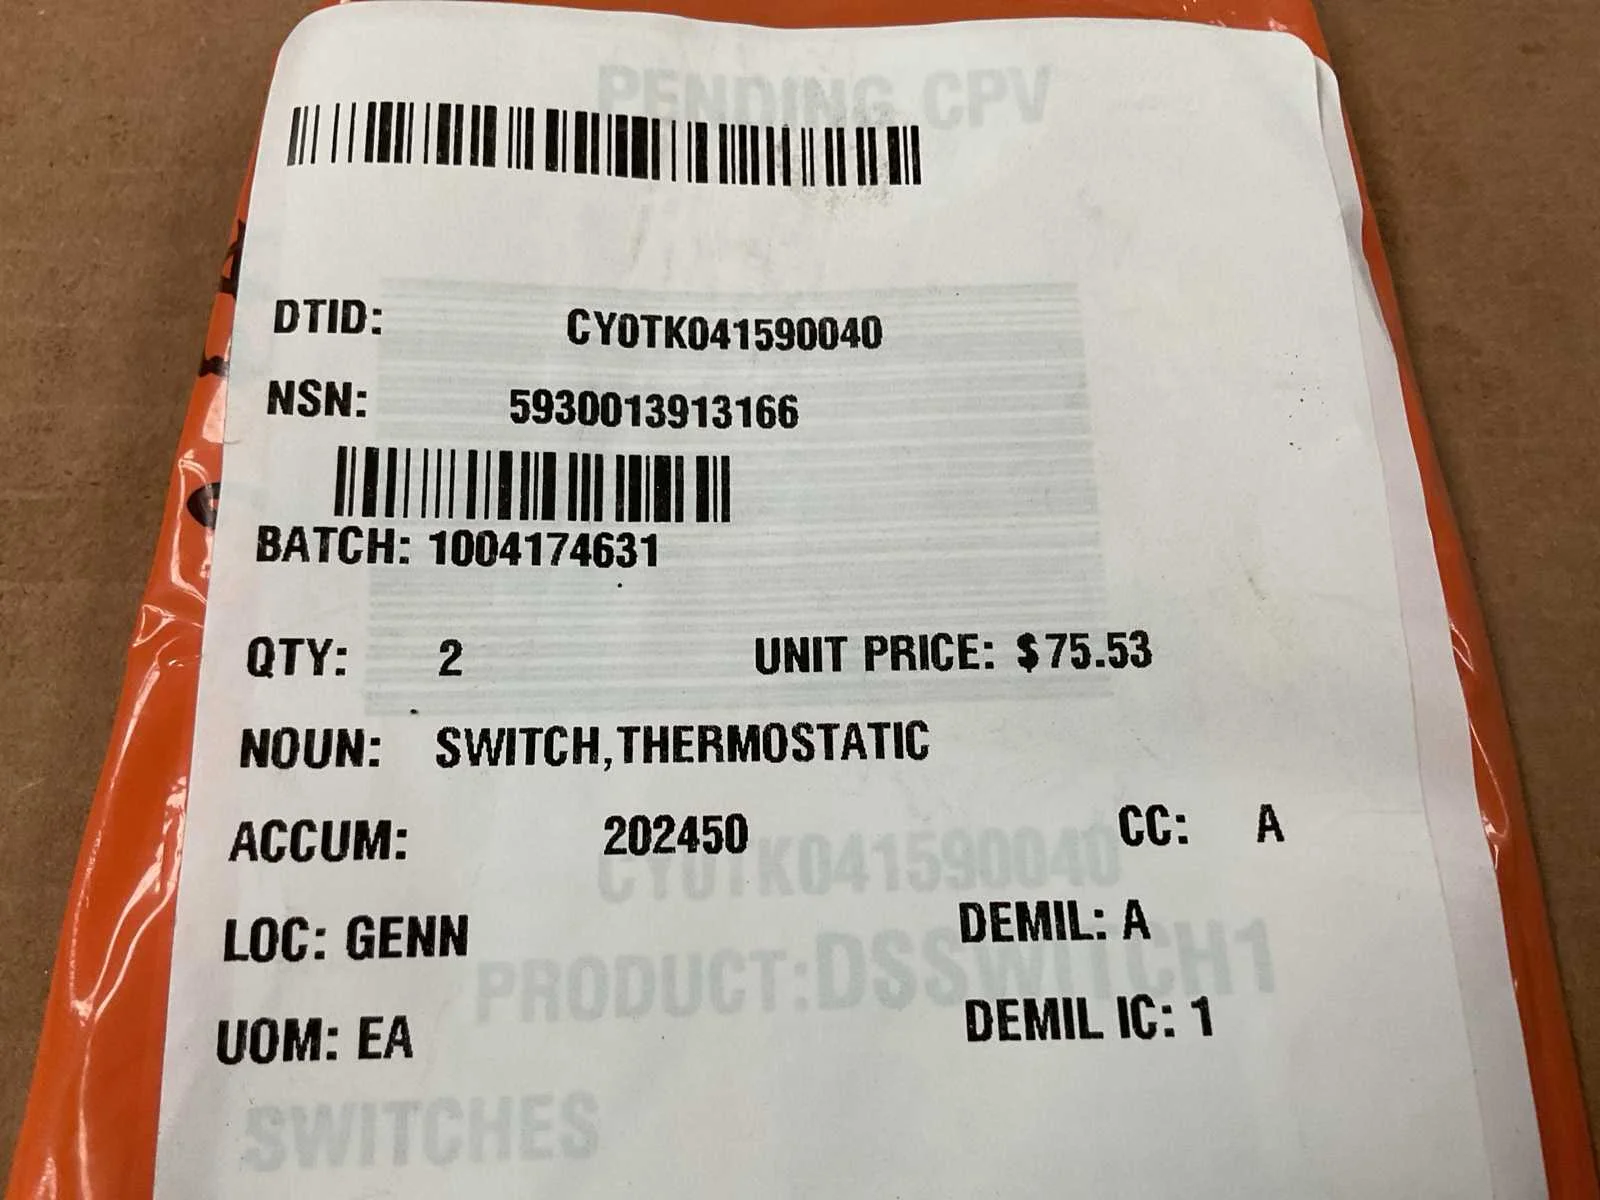 PENDING CPV
DTID: CY0TK041590040
NSN: 5930013913166
BATCH: 1004174631
QTY: 2 UNIT PRICE: $75.53
NOUN: SWITCH,THERMOSTATIC
ACCUM: 202450 CC: A
CY0TK041590040
LOC: GENN DEMIL: A
PRODUCT:DSSWITCH1
UOM: EA DEMIL IC: 1
SWITCHES